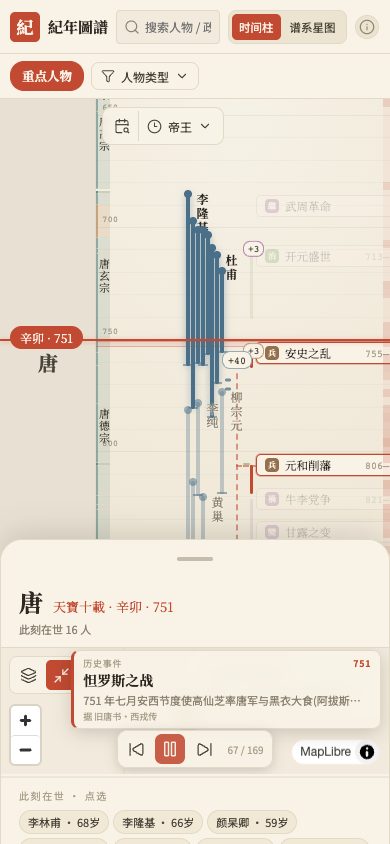 紀
紀年圖譜
搜索人物 / 政
时间柱
谱系星图
重点人物
人物类型
帝王
宗
李隆基
杜甫
700
唐玄宗
+3
武周革命
开元盛世
713—
750
辛卯 · 751
唐
+3
+40
兵
安史之乱
755—
李纯
柳宗元
唐德宗
800
兵
元和削藩
806—
牛李党争
821—
黄巢
甘露之变
唐
天寶十載 · 辛卯 · 751
此刻在世 16 人
历史事件
751
怛罗斯之战
751 年七月安西节度使高仙芝率唐军与黑衣大食(阿拔斯…
据 旧唐书・西戎传
67 / 169
MapLibre
此刻在世 · 点选
李林甫 · 68岁
李隆基 · 66岁
颜杲卿 · 59岁